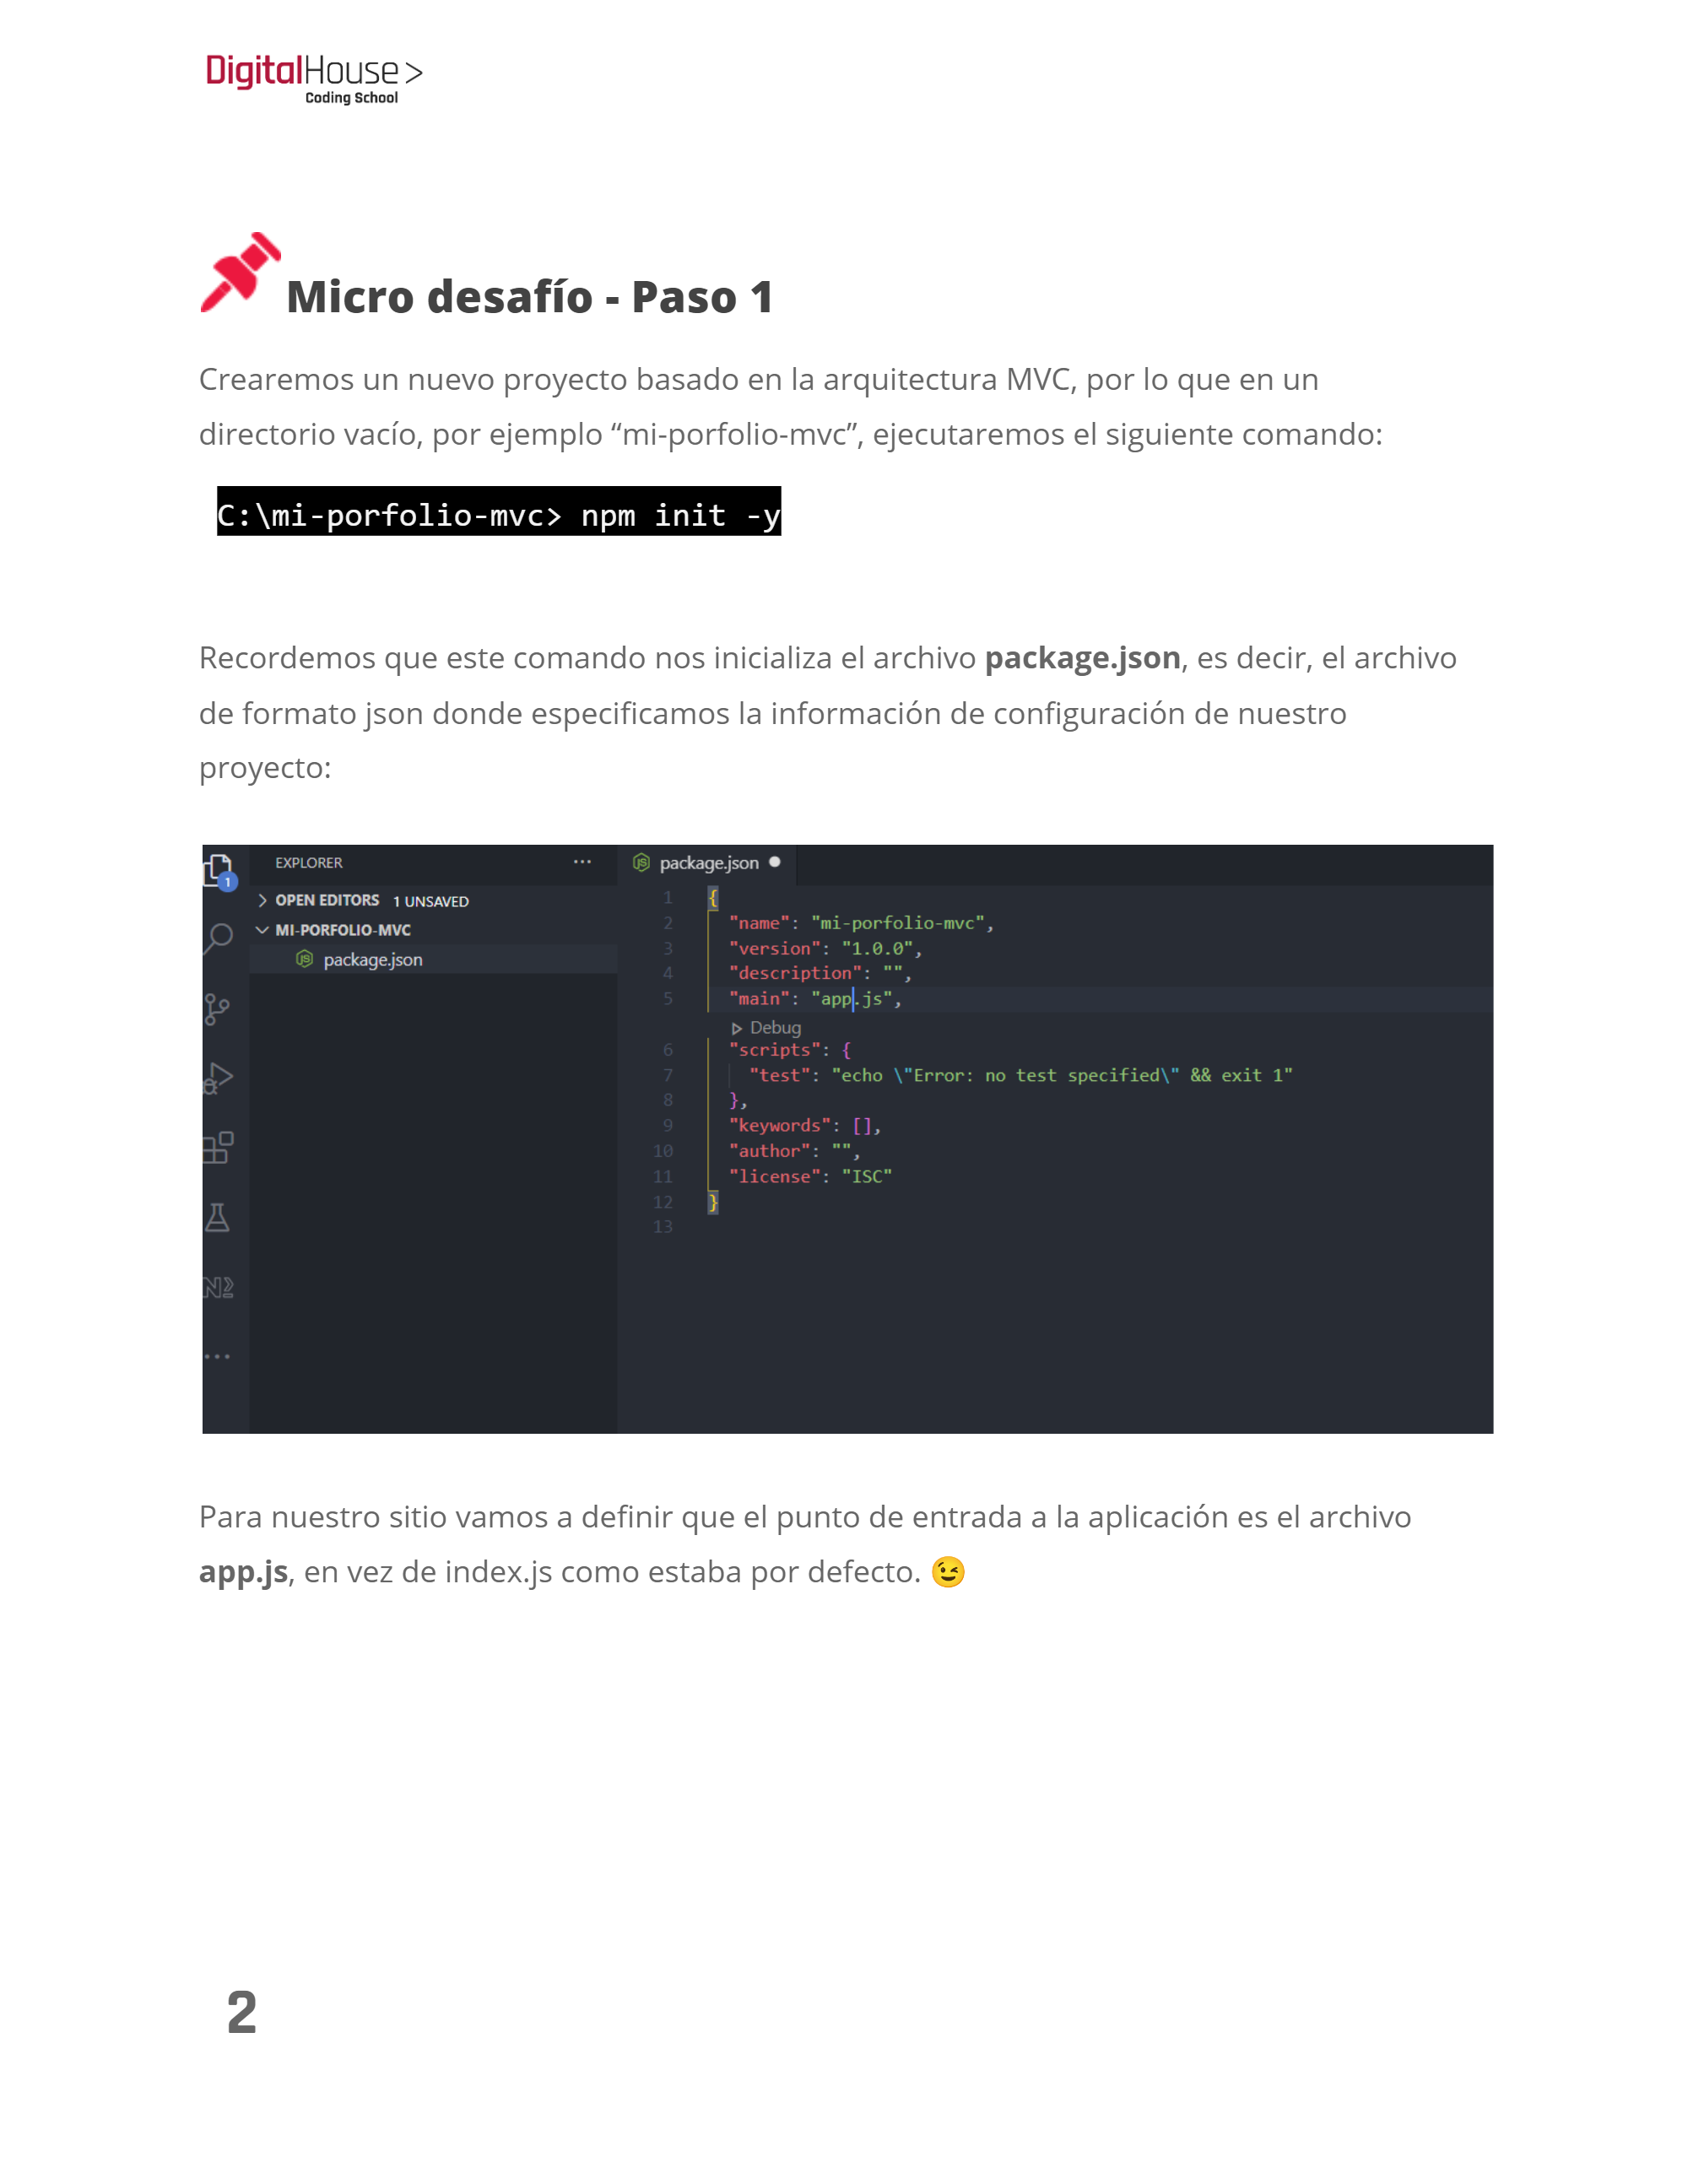 DigitalHouse >
Coding School
Micro desafío - Paso 1
Crearemos un nuevo proyecto basado en la arquitectura MVC, por lo que en un
directorio vacío, por ejemplo “mi-porfolio-mvc”, ejecutaremos el siguiente comando:
C:\mi-porfolio-mvc> npm init -y
Recordemos que este comando nos inicializa el archivo package.json, es decir, el archivo
de formato json donde especificamos la información de configuración de nuestro
proyecto:
EXPLORER ...
1
OPEN EDITORS 1 UNSAVED
MI-PORFOLIO-MVC
package.json
package.json
1 {
2 "name": "mi-porfolio-mvc",
3 "version": "1.0.0",
4 "description": "",
5 "main": "app.js",
Debug
6 "scripts": {
7 "test": "echo \"Error: no test specified\" && exit 1"
8 },
9 "keywords": [],
10 "author": "",
11 "license": "ISC"
12 }
13
Para nuestro sitio vamos a definir que el punto de entrada a la aplicación es el archivo
app.js, en vez de index.js como estaba por defecto. 😉
2